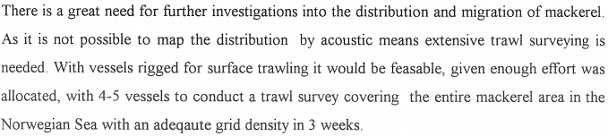 There is a great need for further investigations into the distribution and migration of mackerel.
As it is not possible to map the distribution by acoustic means extensive trawl surveying is
needed. With vessels rigged for surface trawling it would be feasable, given enough effort was
allocated, with 4-5 vessels to conduct a trawl survey covering the entire mackerel area in the
Norwegian Sea with an adeqaute grid density in 3 weeks.